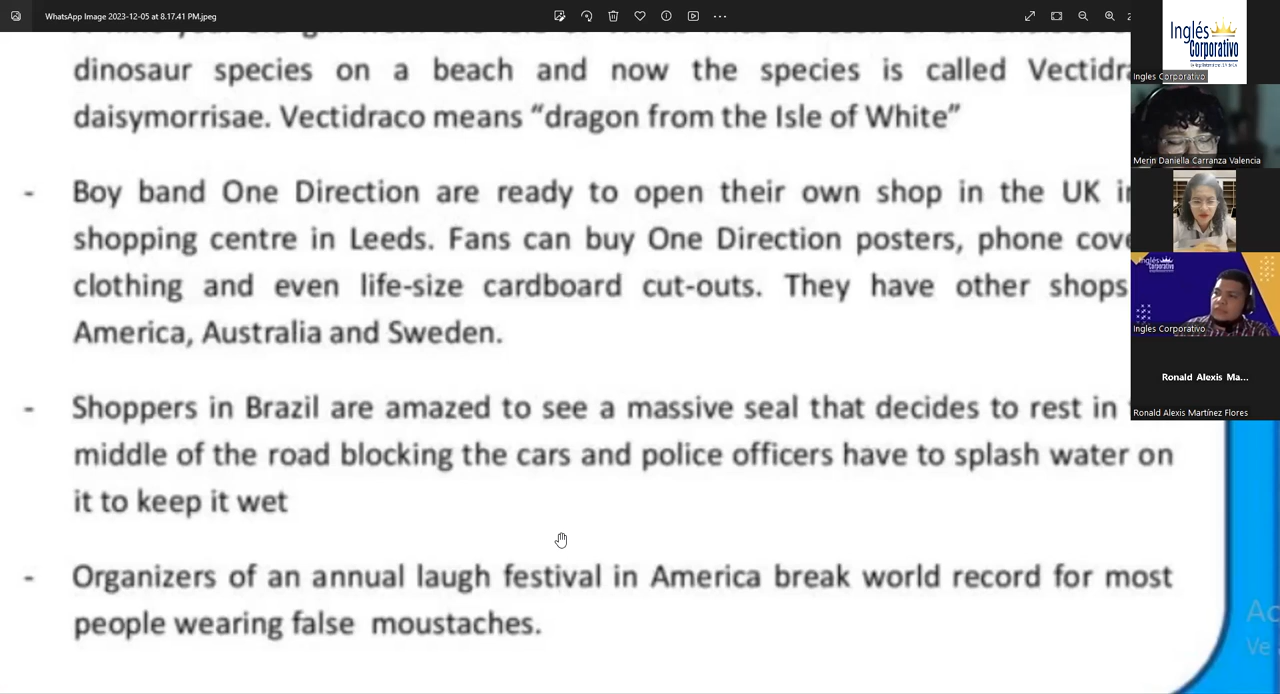 WhatsApp Image 2023-12-05 at 8.17.41 PM.jpeg
dinosaur species on a beach and now the species is called
daisymorrisae. Vectidraco means “dragon from the Isle of White”
- Boy band One Direction are ready to open their own shop in the UK
shopping centre in Leeds. Fans can buy One Direction posters, phone
clothing and even life-size cardboard cut-outs. They have other shops
America, Australia and Sweden.
- Shoppers in Brazil are amazed to see a massive seal that decides to rest in
middle of the road blocking the cars and police officers have to splash water on
it to keep it wet
- Organizers of an annual laugh festival in America break world record for most
people wearing false moustaches.
Inglés
Corporativo
Ingles Corporativo
Merin Daniella Carranza Valencia
Inglés
Corporativo
Ingles Corporativo
Ronald Alexis Ma...
Ronald Alexis Martínez Flores
Ve